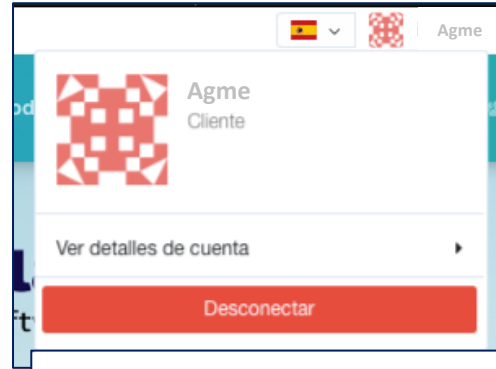 Agme
Agme
Cliente
Ver detalles de cuenta
Desconectar